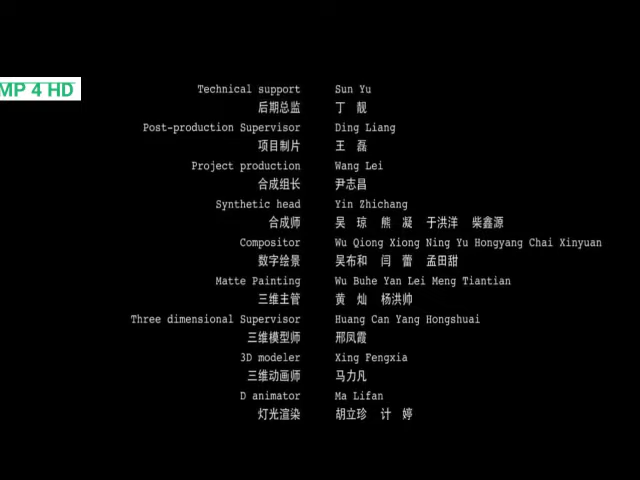 MP 4 HD
Technical support Sun Yu
后期总监 丁 靓
Post-production Supervisor Ding Liang
项目制片 王 磊
Project production Wang Lei
合成组长 尹志昌
Synthetic head Yin Zhichang
合成师 吴 琼 熊 凝 于洪洋 柴鑫源
Compositor Wu Qiong Xiong Ning Yu Hongyang Chai Xinyuan
数字绘景 吴布和 闫 蕾 孟田甜
Matte Painting Wu Buhe Yan Lei Meng Tiantian
三维主管 黄 灿 杨洪帅
Three dimensional Supervisor Huang Can Yang Hongshuai
三维模型师 邢凤霞
3D modeler Xing Fengxia
三维动画师 马力凡
D animator Ma Lifan
灯光渲染 胡立珍 计 婷